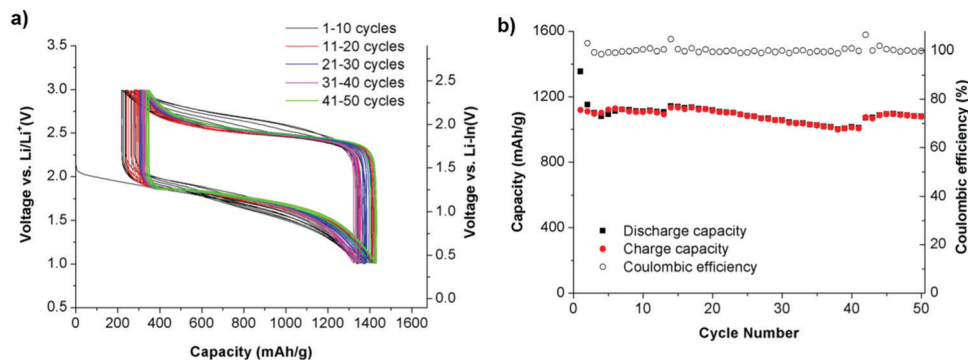 a)
1-10 cycles
11-20 cycles
21-30 cycles
31-40 cycles
41-50 cycles
Voltage vs. Li/Li⁺(V)
3.5
3.0
2.5
2.0
1.5
1.0
0.5
Voltage vs. Li-In(V)
2.5
2.0
1.5
1.0
0.5
0.0
0 200 400 600 800 1000 1200 1400 1600
Capacity (mAh/g)
b)
Capacity (mAh/g)
1600
1400
1200
1000
800
600
400
200
0
Coulombic efficiency (%)
100
80
60
40
20
0
Discharge capacity
Charge capacity
Coulombic efficiency
0 10 20 30 40 50
Cycle Number